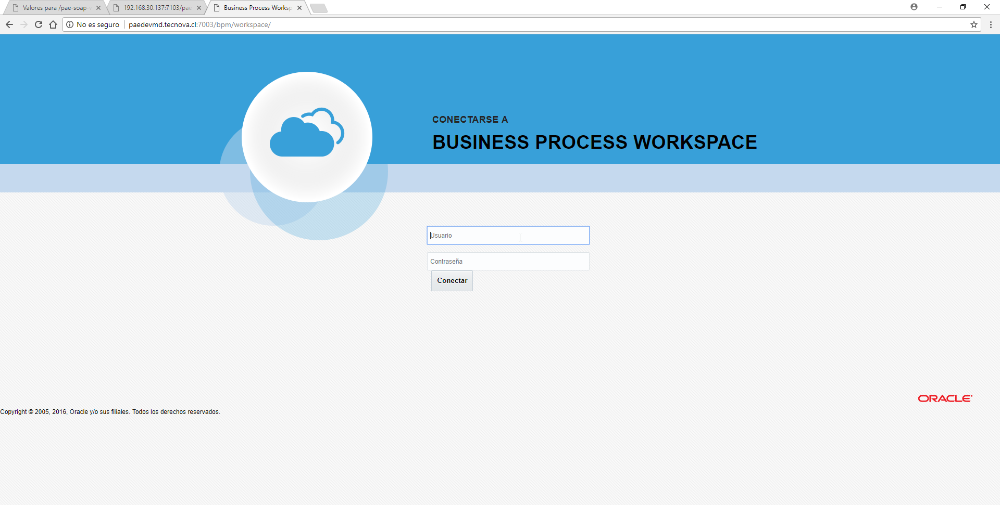 Valores para /pae-soap-
192.168.30.137:7103/pae
Business Process Worksp
No es seguro
paedevmd.tecnova.cl:7003/bpm/workspace/
CONECTARSE A
BUSINESS PROCESS WORKSPACE
Usuario
Contraseña
Conectar
ORACLE
Copyright © 2005, 2016, Oracle y/o sus filiales. Todos los derechos reservados.